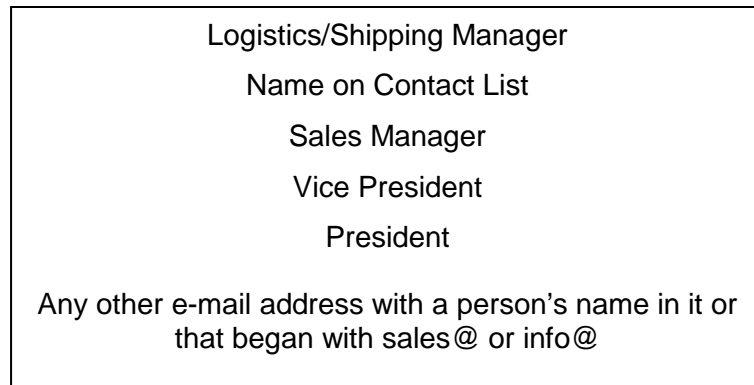 Logistics/Shipping Manager
Name on Contact List
Sales Manager
Vice President
President
Any other e-mail address with a person’s name in it or
that began with sales@ or info@